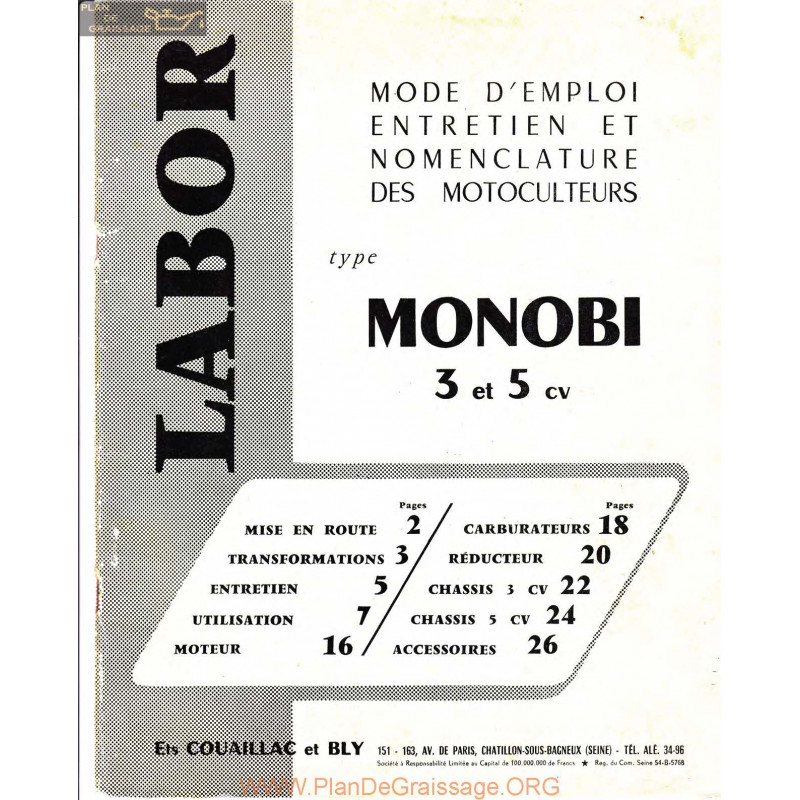 PLAN
DE
GRAISSAGE
LABOR
MODE D'EMPLOI
ENTRETIEN ET
NOMENCLATURE
DES MOTOCULTEURS
type
MONOBI
3 et 5 CV
Pages
MISE EN ROUTE 2
TRANSFORMATIONS 3
ENTRETIEN 5
UTILISATION 7
MOTEUR 16
Pages
CARBURATEURS 18
RÉDUCTEUR 20
CHASSIS 3 CV 22
CHASSIS 5 CV 24
ACCESSOIRES 26
Ets COUAILLAC et BLY 151 - 163, AV. DE PARIS, CHATILLON-SOUS-BAGNEUX (SEINE) - TÉL. ALÉ. 34-96
Société à Responsabilité Limitée au Capital de 100.000.000 de Francs ★ Reg. du Com. Seine 54-B-5768
www.PlanDeGraissage.ORG